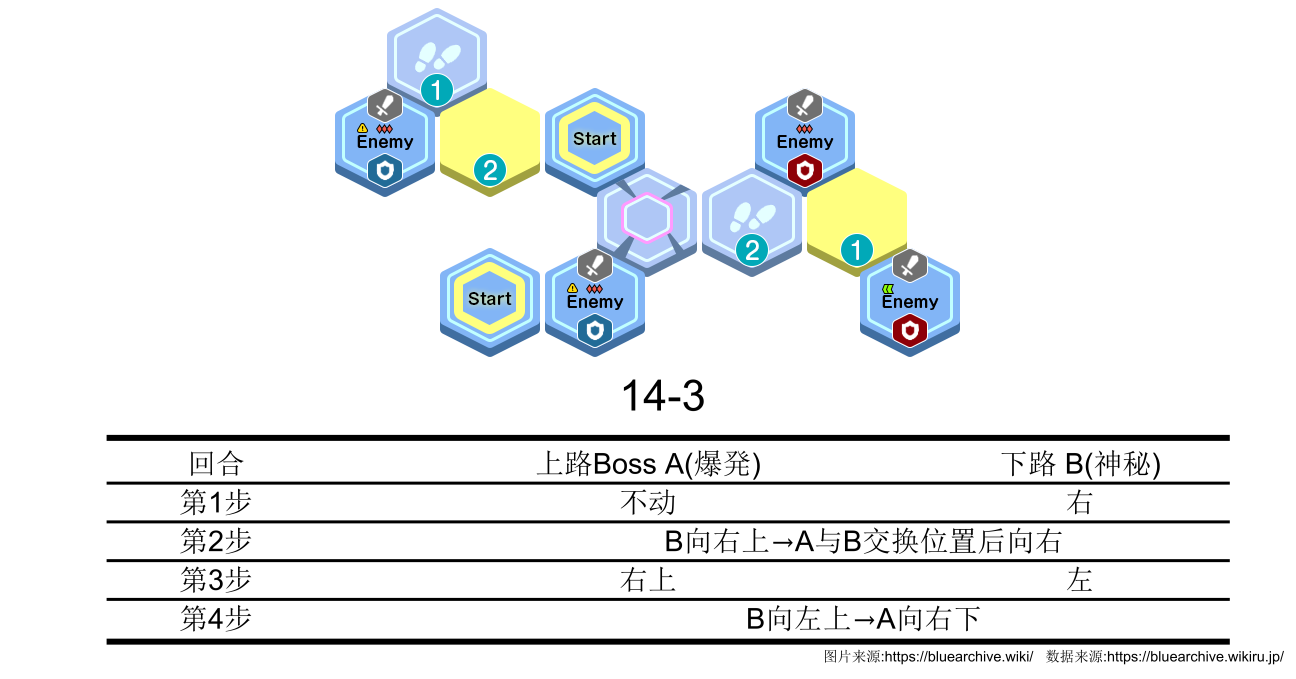 1
Enemy
2
Start
Enemy
2
1
Start
Enemy
Enemy
14-3
回合 上路Boss A(爆発) 下路 B(神秘)
第1步 不动 右
第2步 B向右上→A与B交换位置后向右
第3步 右上 左
第4步 B向左上→A向右下
图片来源:https://bluearchive.wiki/ 数据来源:https://bluearchive.wikiru.jp/